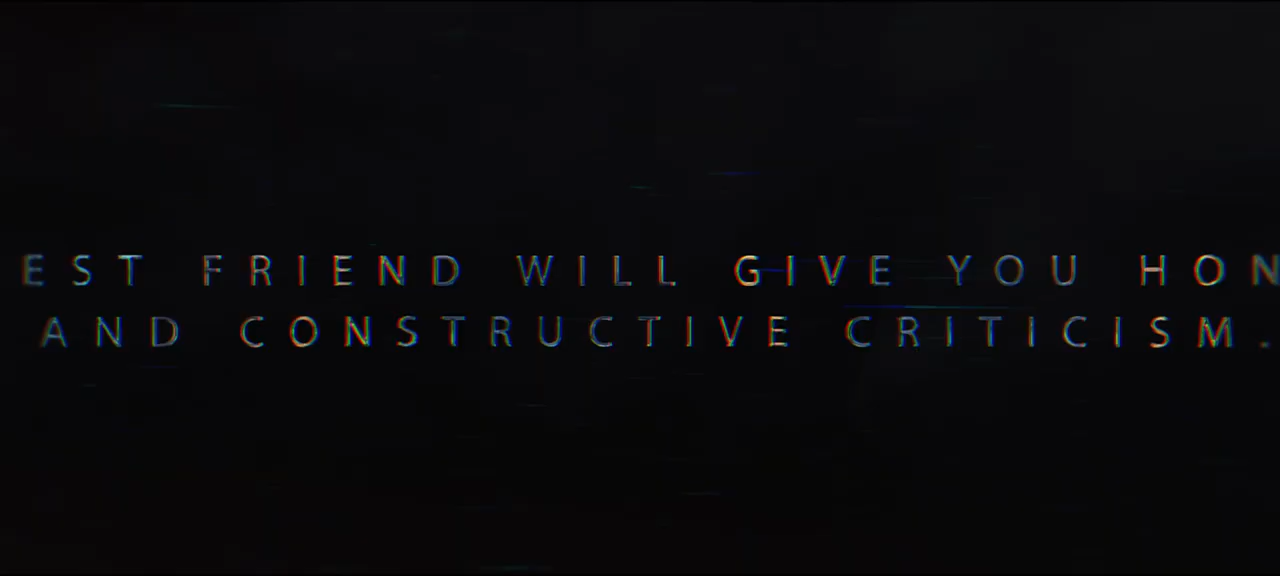 EST FRIEND WILL GIVE YOU HON
AND CONSTRUCTIVE CRITICISM.